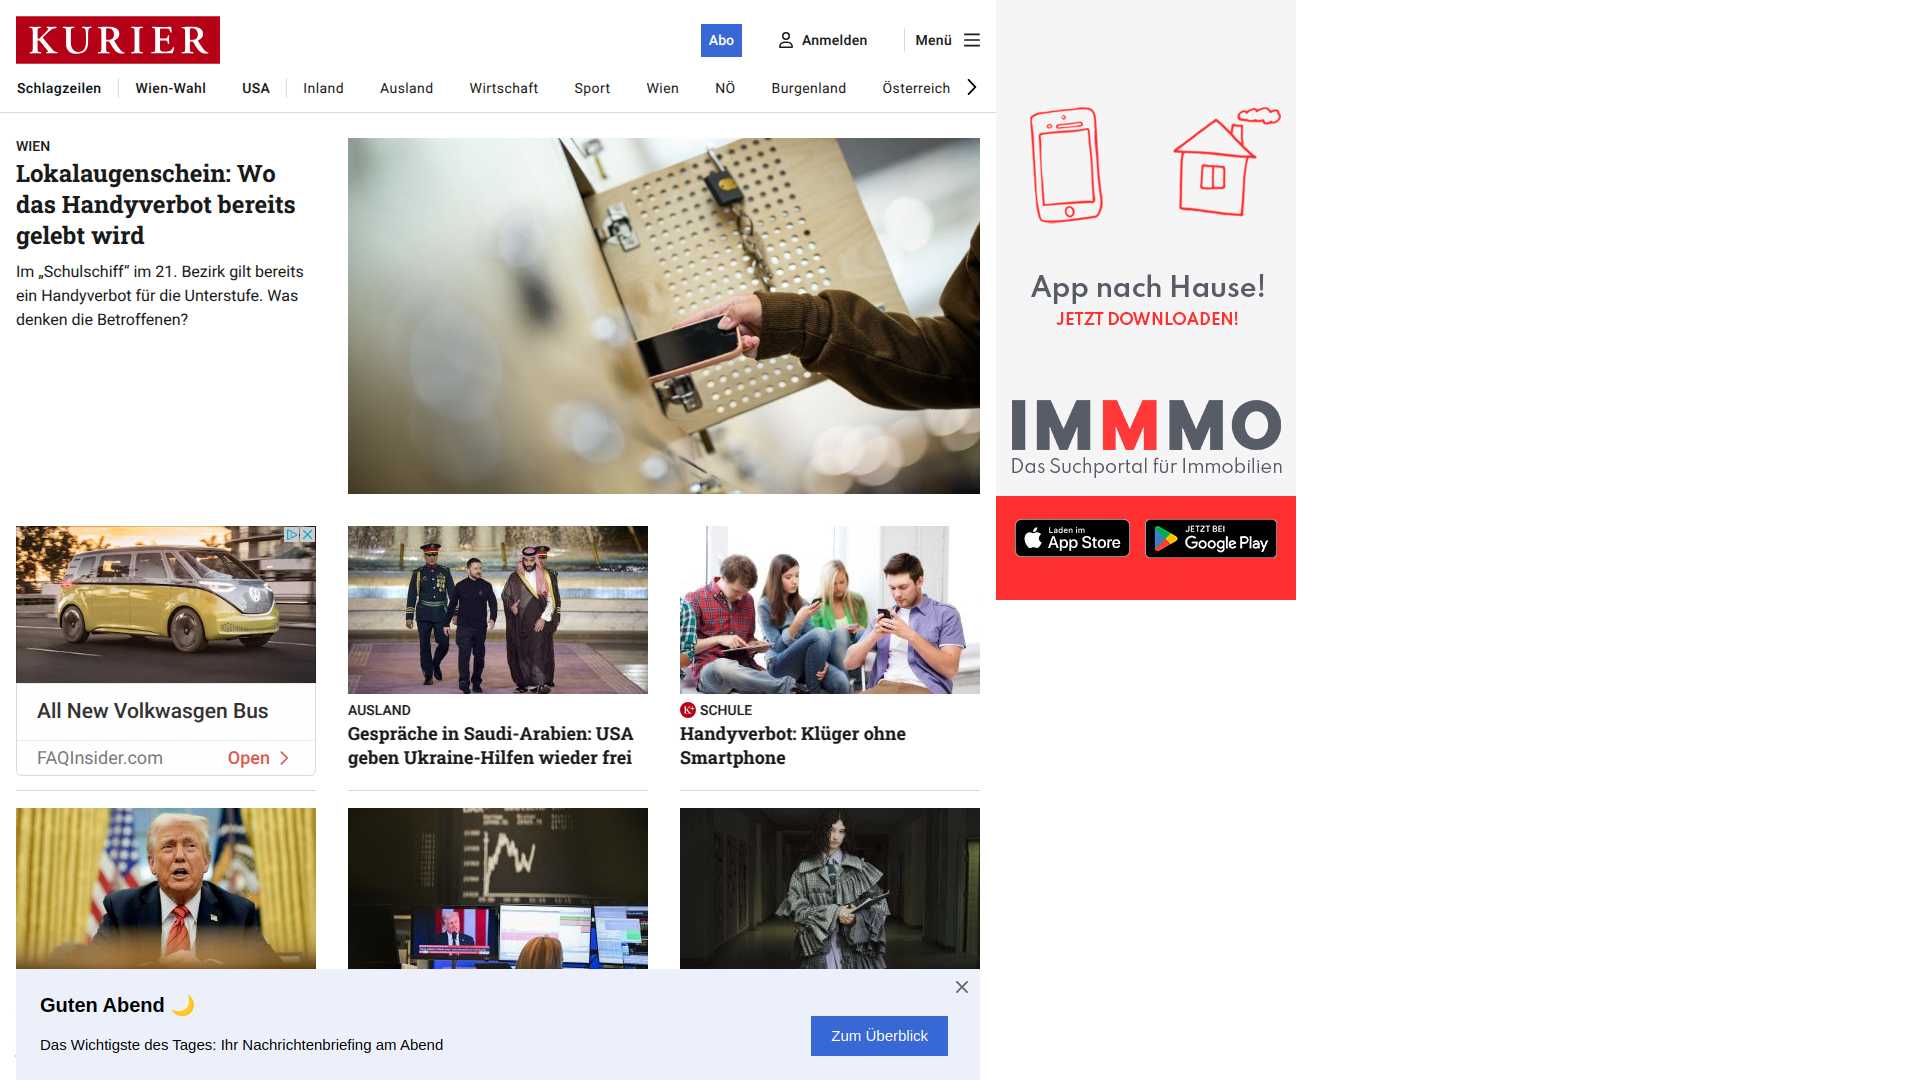 KURIER
Abo
Anmelden
Menü
Schlagzeilen
Wien-Wahl
USA
Inland
Ausland
Wirtschaft
Sport
Wien
NÖ
Burgenland
Österreich
WIEN
Lokalaugenschein: Wo
das Handyverbot bereits
gelebt wird
Im „Schulschiff“ im 21. Bezirk gilt bereits
ein Handyverbot für die Unterstufe. Was
denken die Betroffenen?
App nach Hause!
JETZT DOWNLOADEN!
IMMMO
Das Suchportal für Immobilien
Laden im
App Store
JETZT BEI
Google Play
All New Volkwasgen Bus
FAQInsider.com
Open
AUSLAND
Gespräche in Saudi-Arabien: USA
geben Ukraine-Hilfen wieder frei
K+ SCHULE
Handyverbot: Klüger ohne
Smartphone
Guten Abend 🌙
Das Wichtigste des Tages: Ihr Nachrichtenbriefing am Abend
Zum Überblick